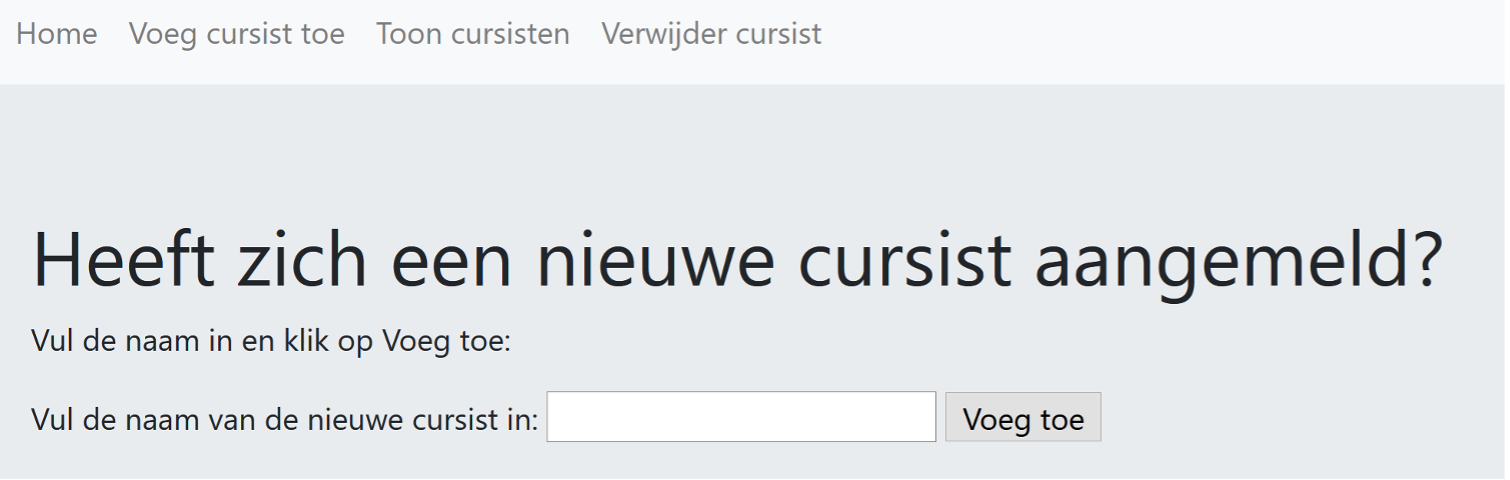 Home Voeg cursist toe Toon cursisten Verwijder cursist
Heeft zich een nieuwe cursist aangemeld?
Vul de naam in en klik op Voeg toe:
Vul de naam van de nieuwe cursist in: Voeg toe